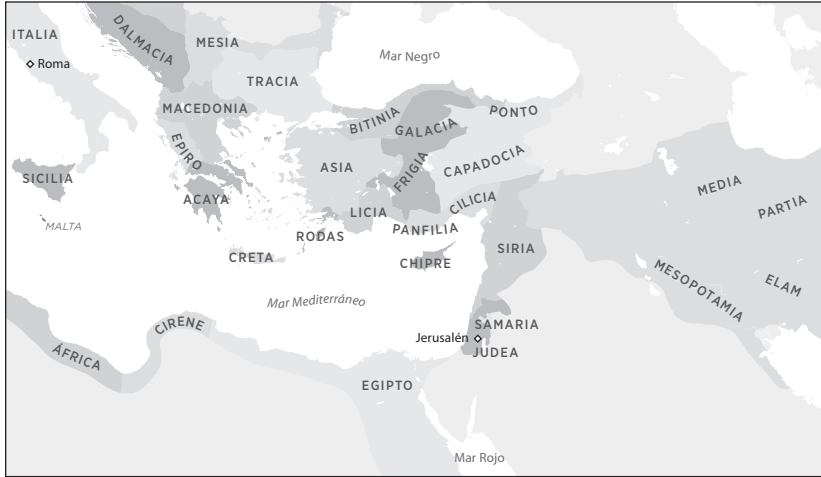 DALMACIA
ITALIA
MESIA
Roma
Mar Negro
TRACIA
MACEDONIA
PONTO
BITINIA
GALACIA
EPIRO
ASIA
FRIGIA
CAPADOCIA
SICILIA
MEDIA
ACAYA
CILICIA
PARTIA
LICIA
MALTA
PANFILIA
RODAS
SIRIA
CRETA
CHIPRE
MESOPOTAMIA
ELAM
Mar Mediterráneo
CIRENE
SAMARIA
Jerusalén
JUDEA
ÁFRICA
EGIPTO
Mar Rojo